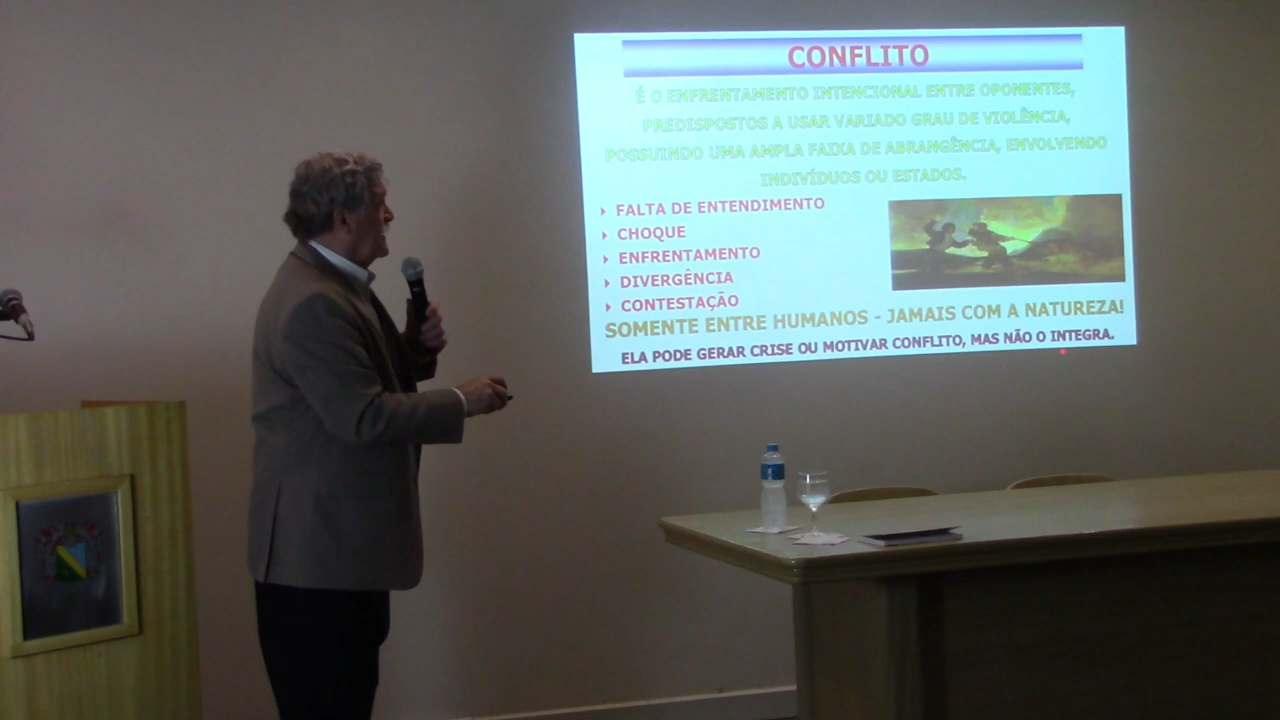 CONFLITO
É O ENFRENTAMENTO INTENCIONAL ENTRE OPONENTES,
PREDISPOSTOS A USAR VARIADO GRAU DE VIOLÊNCIA,
POSSUINDO UMA AMPLA FAIXA DE ABRANGÊNCIA, ENVOLVENDO
INDIVÍDUOS OU ESTADOS.
FALTA DE ENTENDIMENTO
CHOQUE
ENFRENTAMENTO
DIVERGÊNCIA
CONTESTAÇÃO
SOMENTE ENTRE HUMANOS - JAMAIS COM A NATUREZA!
ELA PODE GERAR CRISE OU MOTIVAR CONFLITO, MAS NÃO O INTEGRA.